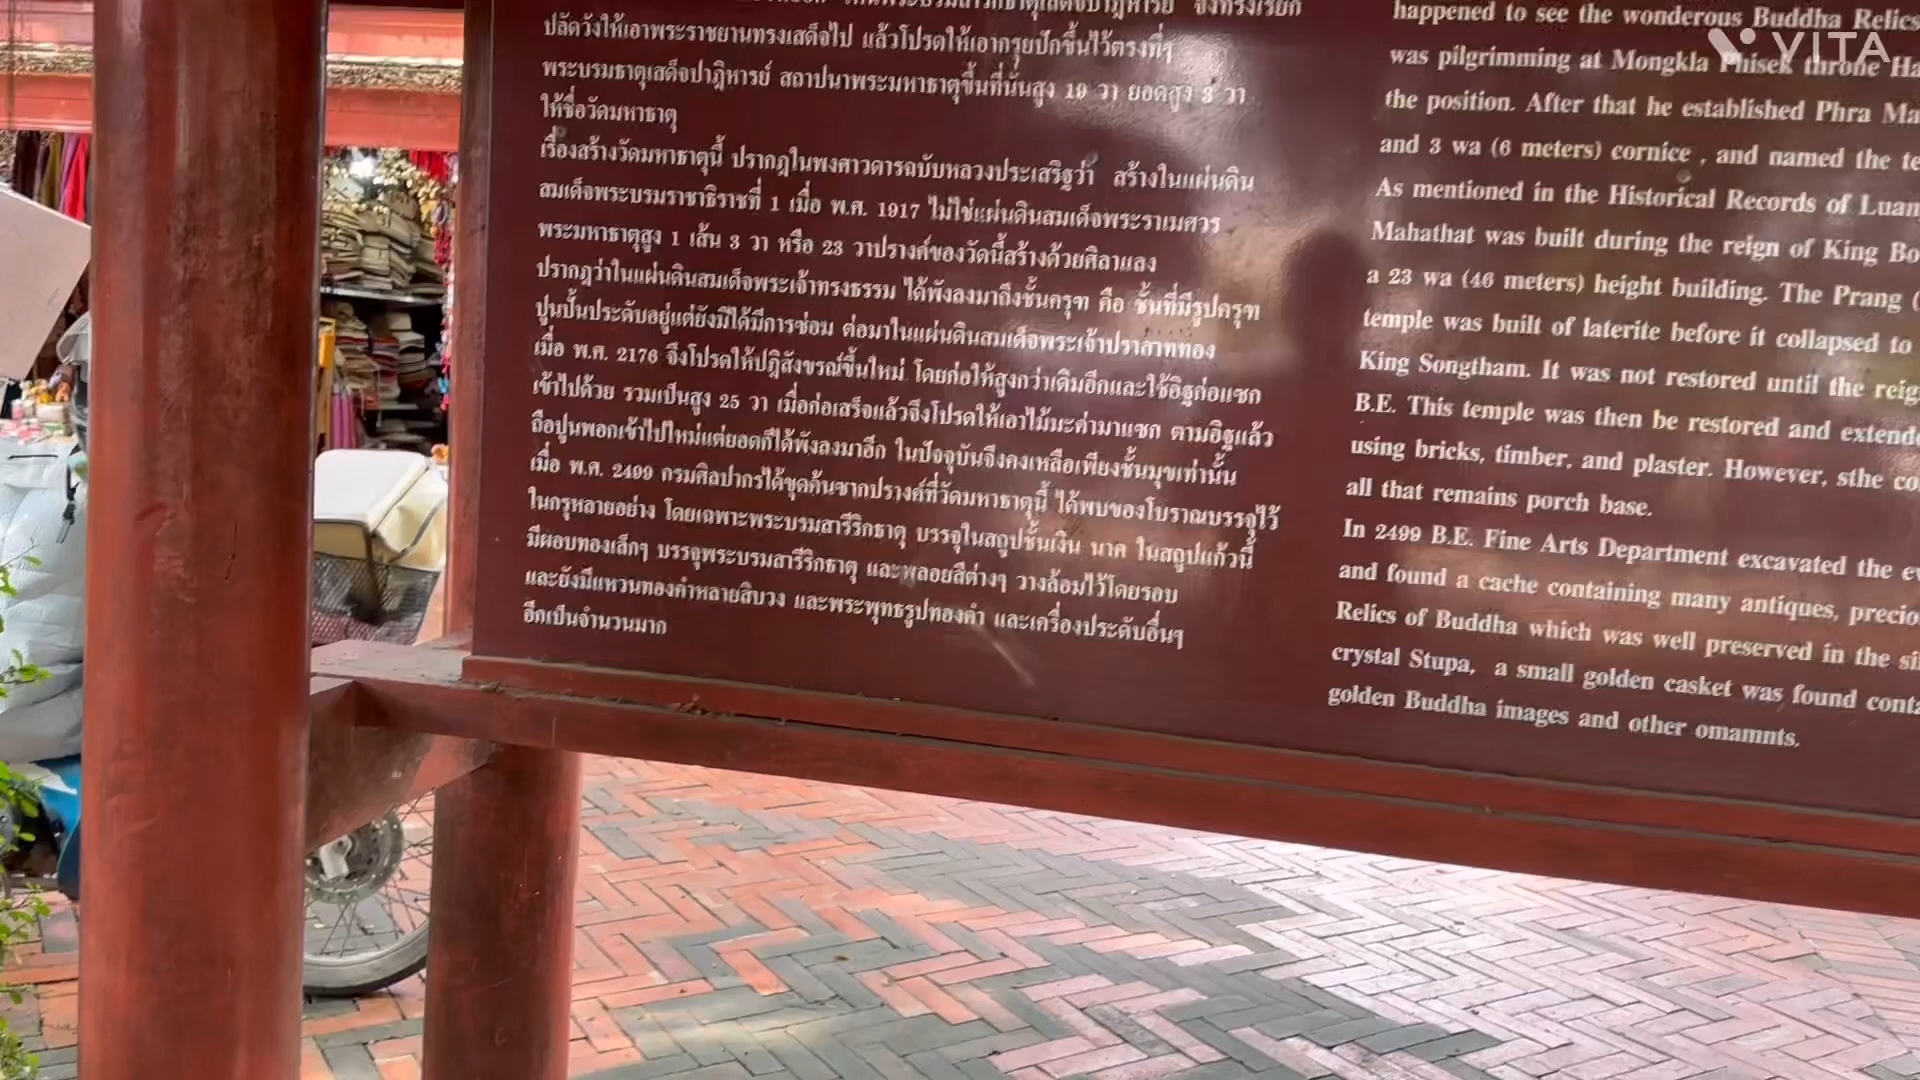 ปลัดวังให้เอาพระราชยานทรงเสด็จไป แล้วโปรดให้เอากรุยปักขึ้นไว้ตรงที่ๆ
พระบรมธาตุเสด็จปาฏิหารย์ สถาปนาพระมหาธาตุขึ้นที่นั้นสูง 19 วา ยอดสูง 3 วา
ให้ชื่อวัดมหาธาตุ
เรื่องสร้างวัดมหาธาตุนี้ ปรากฎในพงศาวดารฉบับหลวงประเสริฐว่า สร้างในแผ่นดิน
สมเด็จพระบรมราชาธิราชที่ 1 เมื่อ พ.ศ. 1917 ไม่ใช่แผ่นดินสมเด็จพระราเมศวร
พระมหาธาตุสูง 1 เส้น 3 วา หรือ 23 วาปรางค์ของวัดนี้สร้างด้วยศิลาแลง
ปรากฎว่าในแผ่นดินสมเด็จพระเจ้าทรงธรรม ได้พังลงมาถึงชั้นครุฑ คือ ชั้นที่มีรูปครุฑ
ปูนปั้นประดับอยู่แต่ยังมิได้มีการซ่อม ต่อมาในแผ่นดินสมเด็จพระเจ้าปราสาททอง
เมื่อ พ.ศ. 2176 จึงโปรดให้ปฏิสังขรณ์ขึ้นใหม่ โดยก่อให้สูงกว่าเดิมอีกและใช้อิฐก่อแซก
เข้าไปด้วย รวมเป็นสูง 25 วา เมื่อก่อเสร็จแล้วจึงโปรดให้เอาไม้มะค่ามาแซก ตามอิฐแล้ว
ถือปูนพอกเข้าไปใหม่แต่ยอดก็ได้พังลงมาอีก ในปัจจุบันจึงคงเหลือเพียงชั้นมุขเท่านั้น
เมื่อ พ.ศ. 2499 กรมศิลปากรได้ขุดค้นซากปรางค์ที่วัดมหาธาตุนี้ ได้พบของโบราณบรรจุไว้
ในกรุหลายอย่าง โดยเฉพาะพระบรมสารีริกธาตุ บรรจุในสถูปชั้นเงิน นาค ในสถูปแก้วนี้
มีผอบทองเล็กๆ บรรจุพระบรมสารีริกธาตุ และพลอยสีต่างๆ วางล้อมไว้โดยรอบ
และยังมีแหวนทองคำหลายสิบวง และพระพุทธรูปทองคำ และเครื่องประดับอื่นๆ
อีกเป็นจำนวนมาก
happened to see the wonderous Buddha Relics
was pilgrimming at Mongkla Phisek throne
the position. After that he established Phra
and 3 wa (6 meters) cornice , and named the
As mentioned in the Historical Records of
Mahathat was built during the reign of King
a 23 wa (46 meters) height building. The Prang
temple was built of laterite before it collapsed to
King Songtham. It was not restored until the
B.E. This temple was then be restored and
using bricks, timber, and plaster. However, sthe
all that remains porch base.
In 2499 B.E. Fine Arts Department excavated the
and found a cache containing many antiques,
Relics of Buddha which was well preserved in the
crystal Stupa, a small golden casket was found
golden Buddha images and other omamnts.
VITA